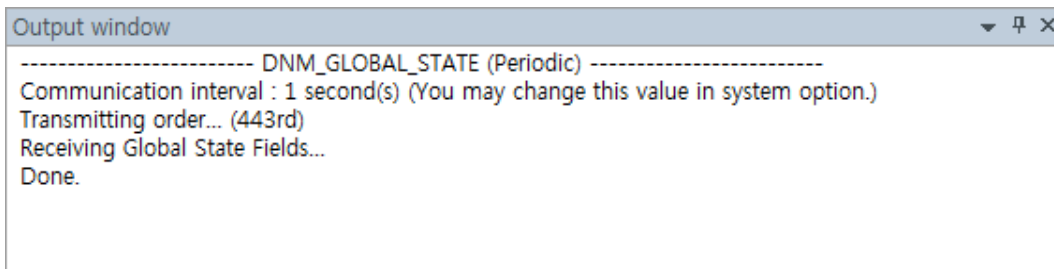 Output window
------------------------- DNM_GLOBAL_STATE (Periodic) -------------------------
Communication interval : 1 second(s) (You may change this value in system option.)
Transmitting order... (443rd)
Receiving Global State Fields...
Done.